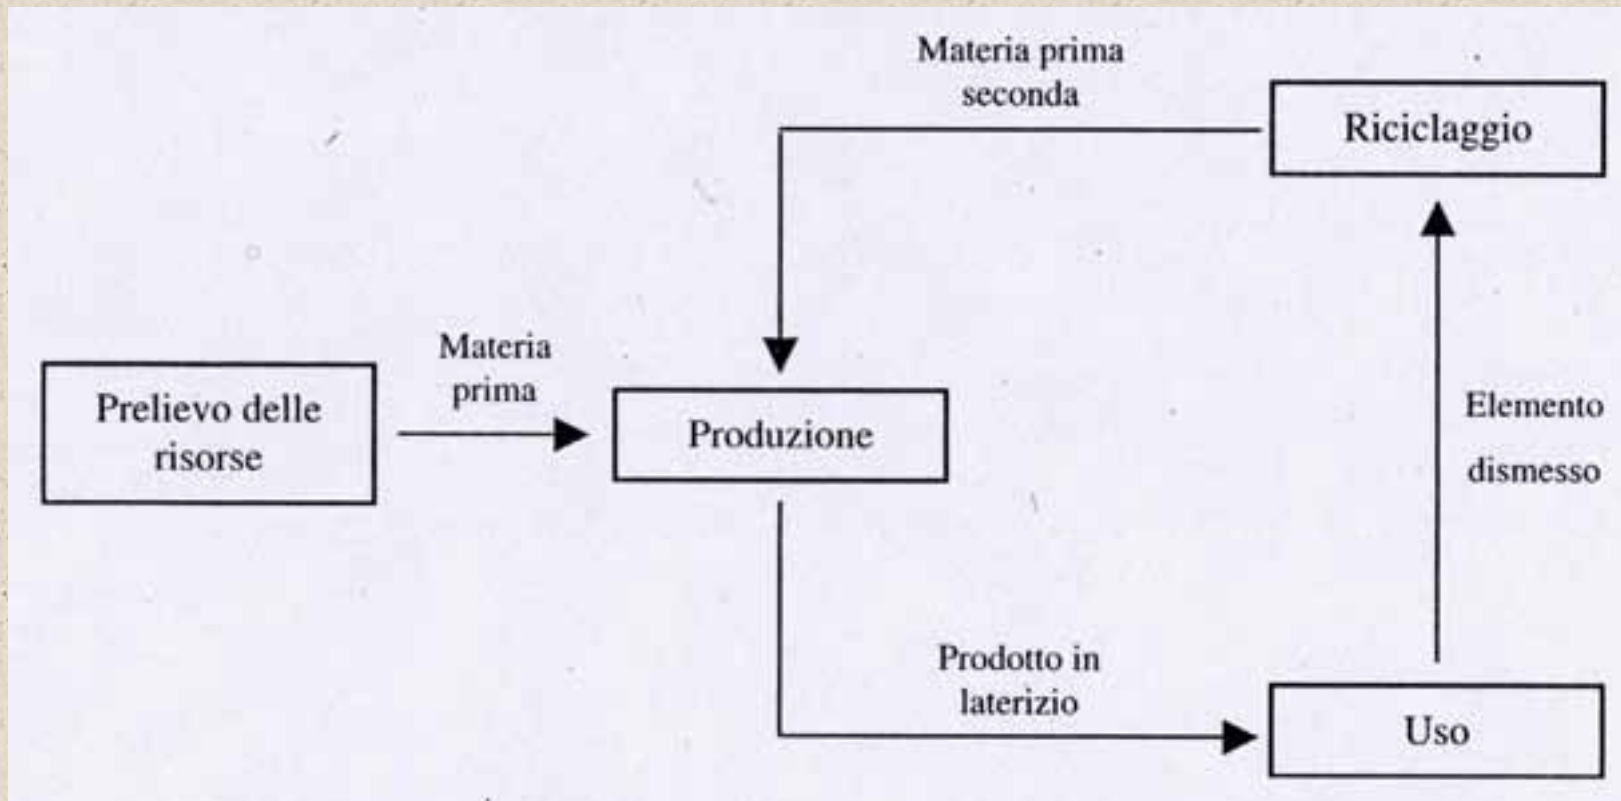 Materia prima
seconda
Riciclaggio
Materia
prima
Prelievo delle
risorse
Produzione
Elemento
dismesso
Prodotto in
laterizio
Uso